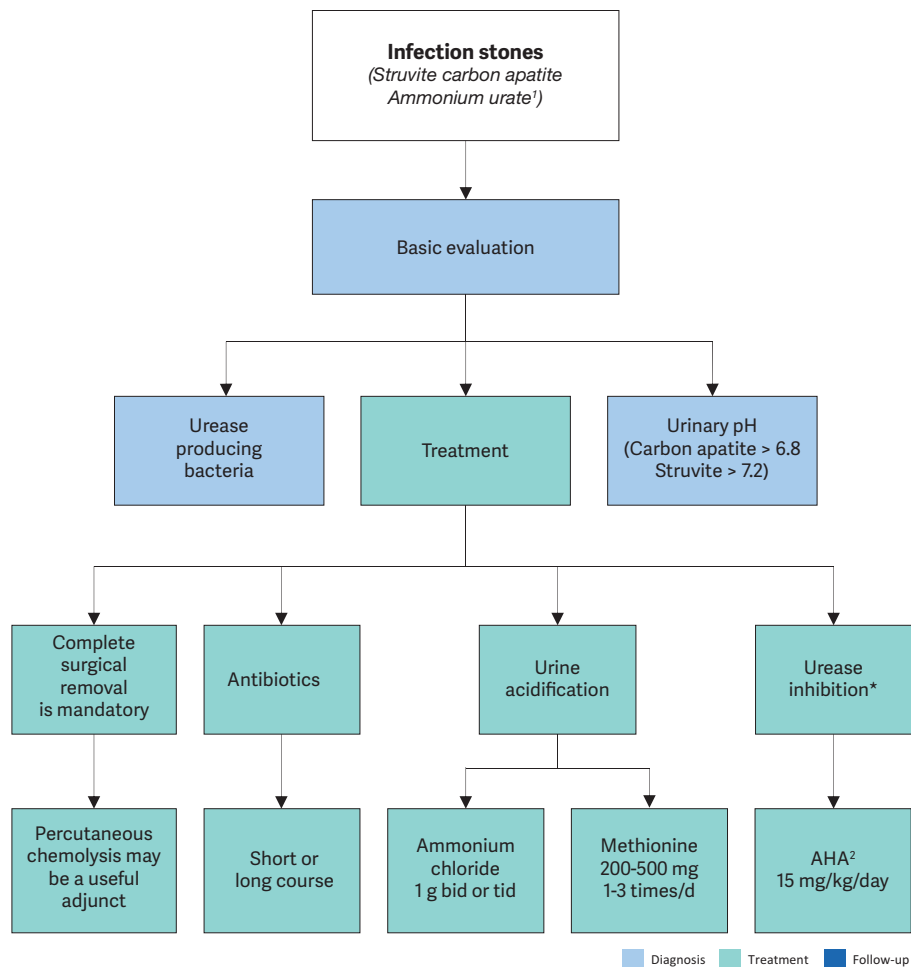 Infection stones
(Struvite carbon apatite
Ammonium urate¹)
Basic evaluation
Urease
producing
bacteria
Treatment
Urinary pH
(Carbon apatite > 6.8
Struvite > 7.2)
Complete
surgical
removal
is mandatory
Antibiotics
Urine
acidification
Urease
inhibition*
Percutaneous
chemolysis may
be a useful
adjunct
Short or
long course
Ammonium
chloride
1 g bid or tid
Methionine
200-500 mg
1-3 times/d
AHA²
15 mg/kg/day
Diagnosis
Treatment
Follow-up